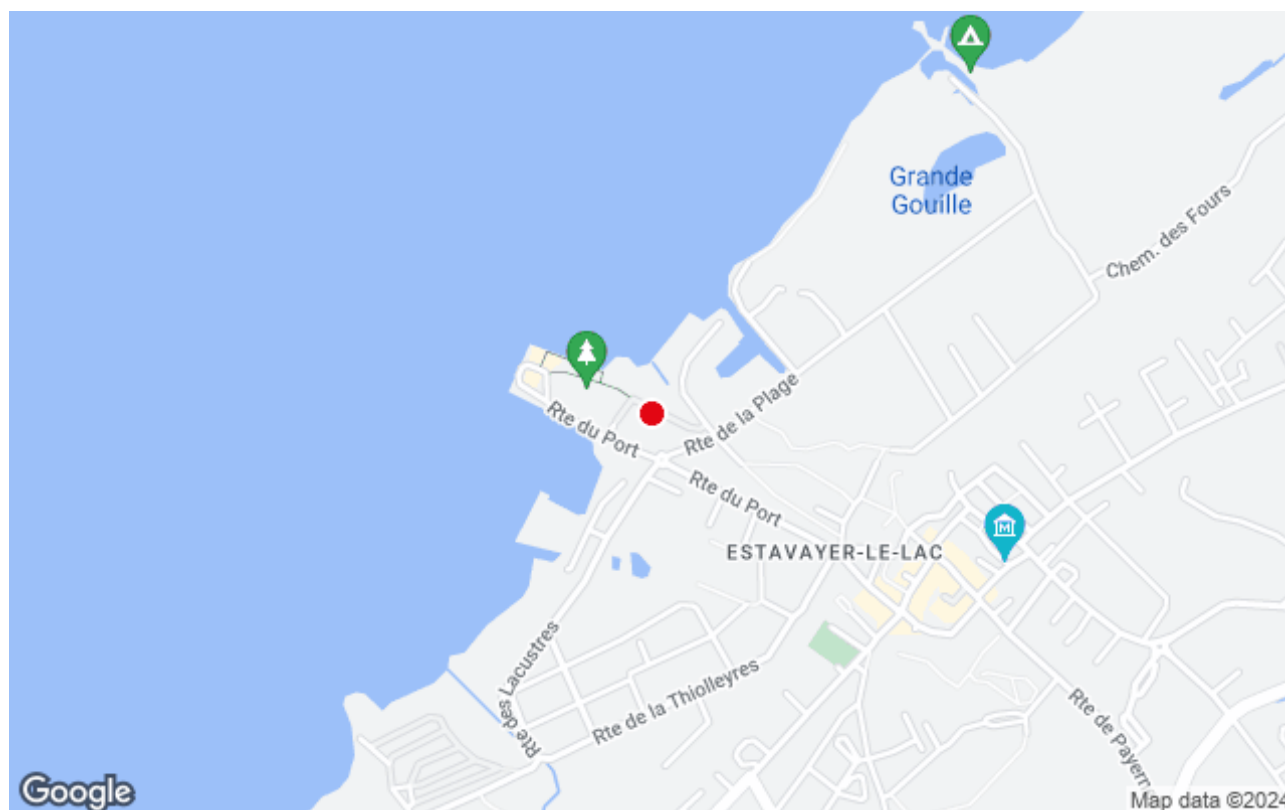 Grande
Gouille
Chem. des Fours
Rte de la Plage
Rte du Port
Rte du Port
ESTAVAYER-LE-LAC
M
Rte des Lacustres
Rte de la Thiolleyres
Rte de Payern
Google
Map data ©2024